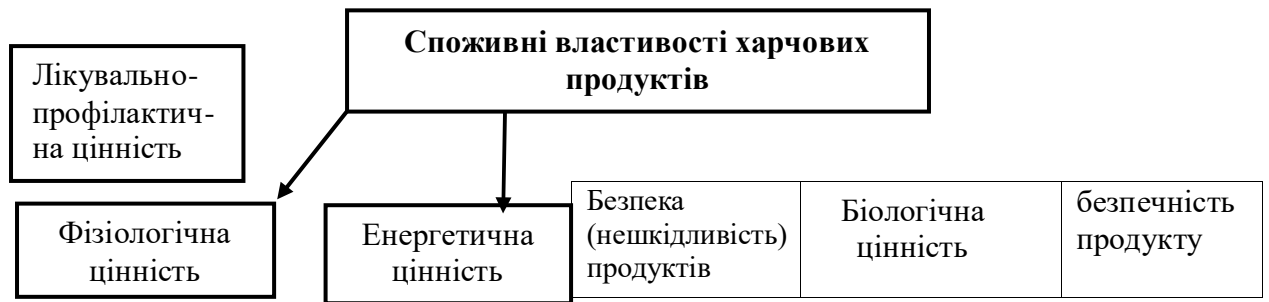 Споживні властивості харчових
продуктів
Лікувально-
профілактич-
на цінність
Фізіологічна
цінність
Енергетична
цінність
Безпека
(нешкідливість)
продуктів
Біологічна
цінність
безпечність
продукту